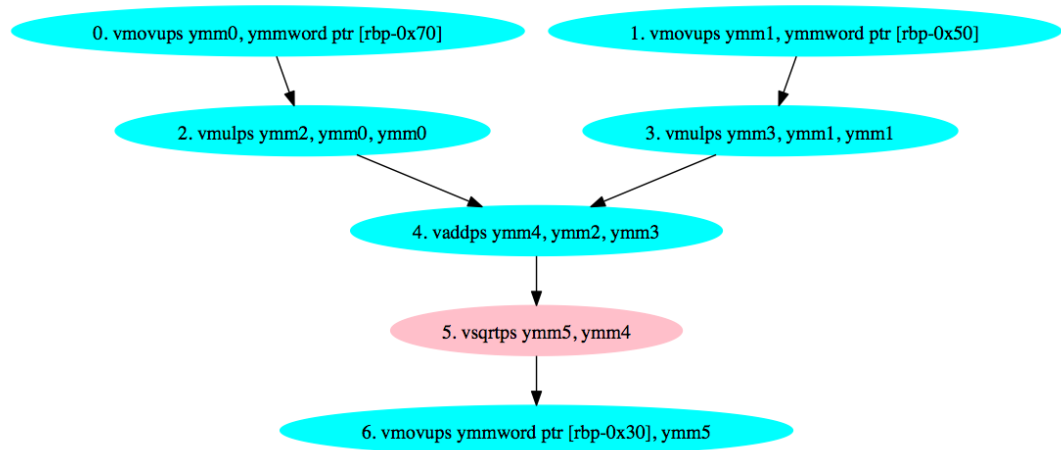 0. vmovups ymm0, ymmword ptr [rbp-0x70]
1. vmovups ymm1, ymmword ptr [rbp-0x50]
2. vmulps ymm2, ymm0, ymm0
3. vmulps ymm3, ymm1, ymm1
4. vaddps ymm4, ymm2, ymm3
5. vsqrtps ymm5, ymm4
6. vmovups ymmword ptr [rbp-0x30], ymm5